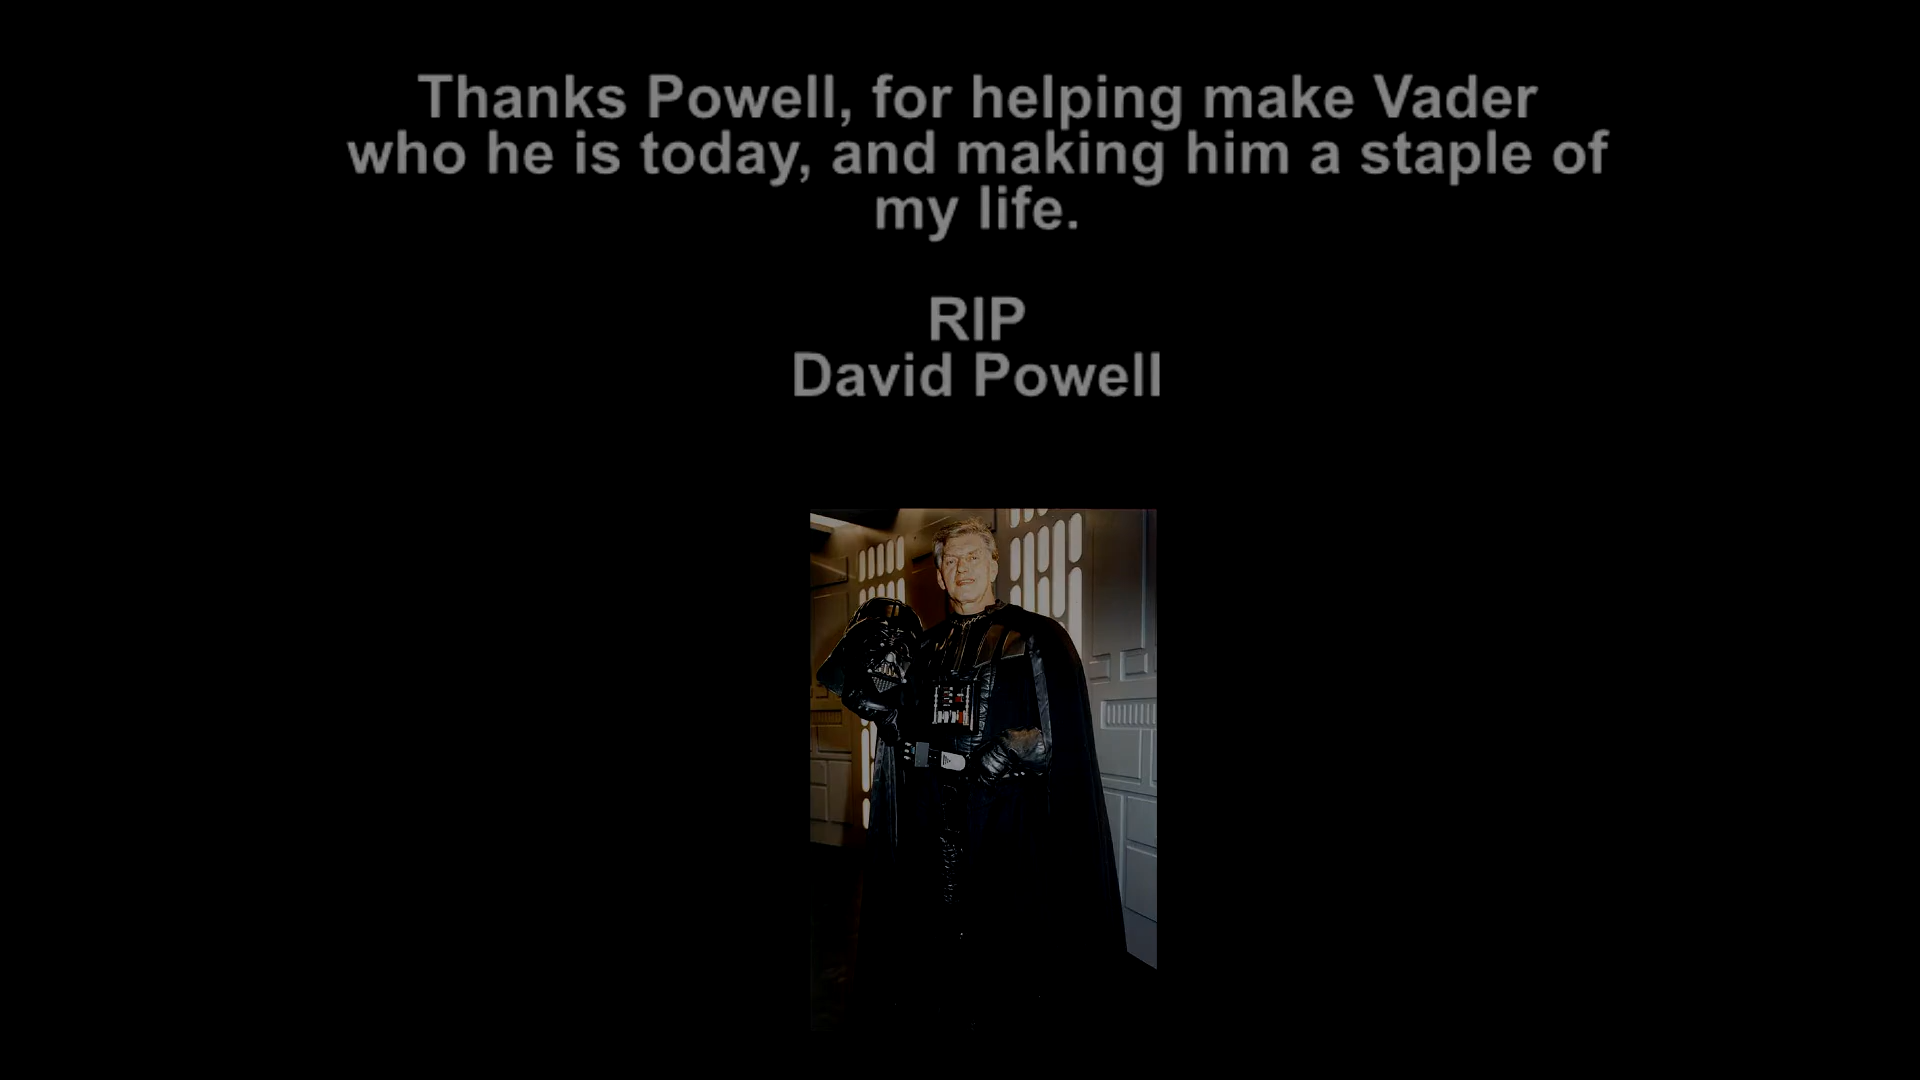 Thanks Powell, for helping make Vader
who he is today, and making him a staple of
my life.
RIP
David Powell